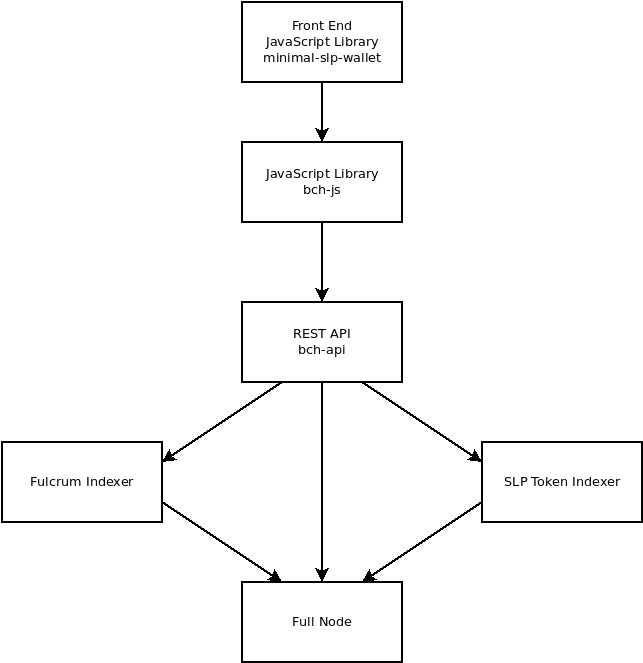 Front End
JavaScript Library
minimal-slp-wallet
JavaScript Library
bch-js
REST API
bch-api
Fulcrum Indexer
SLP Token Indexer
Full Node